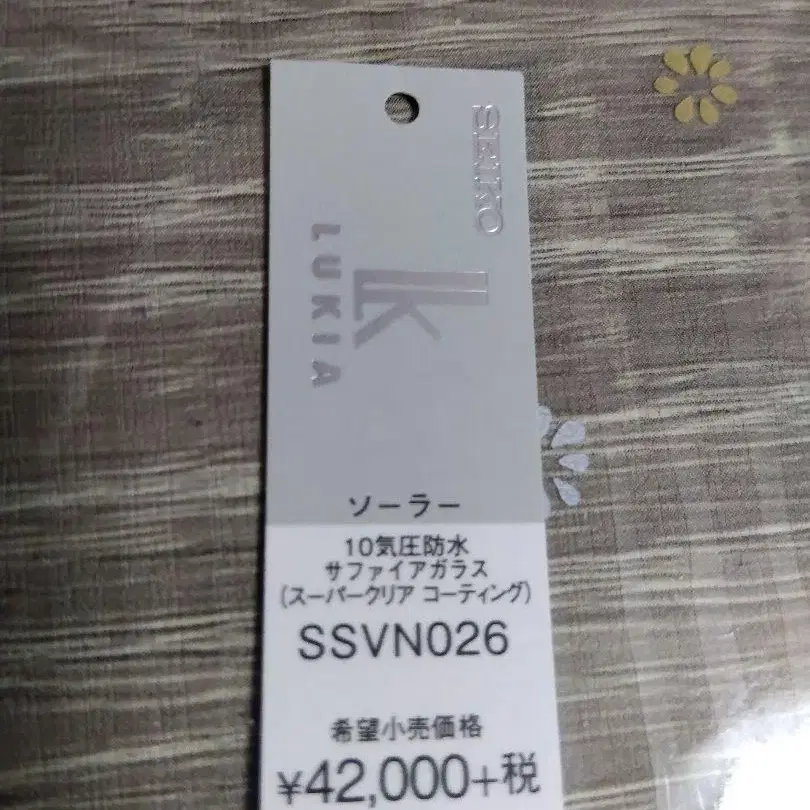 SEIKO
LUKIA
ソーラー
10気圧防水
サファイアガラス
(スーパークリア コーティング)
SSVN026
希望小売価格
¥42,000+税